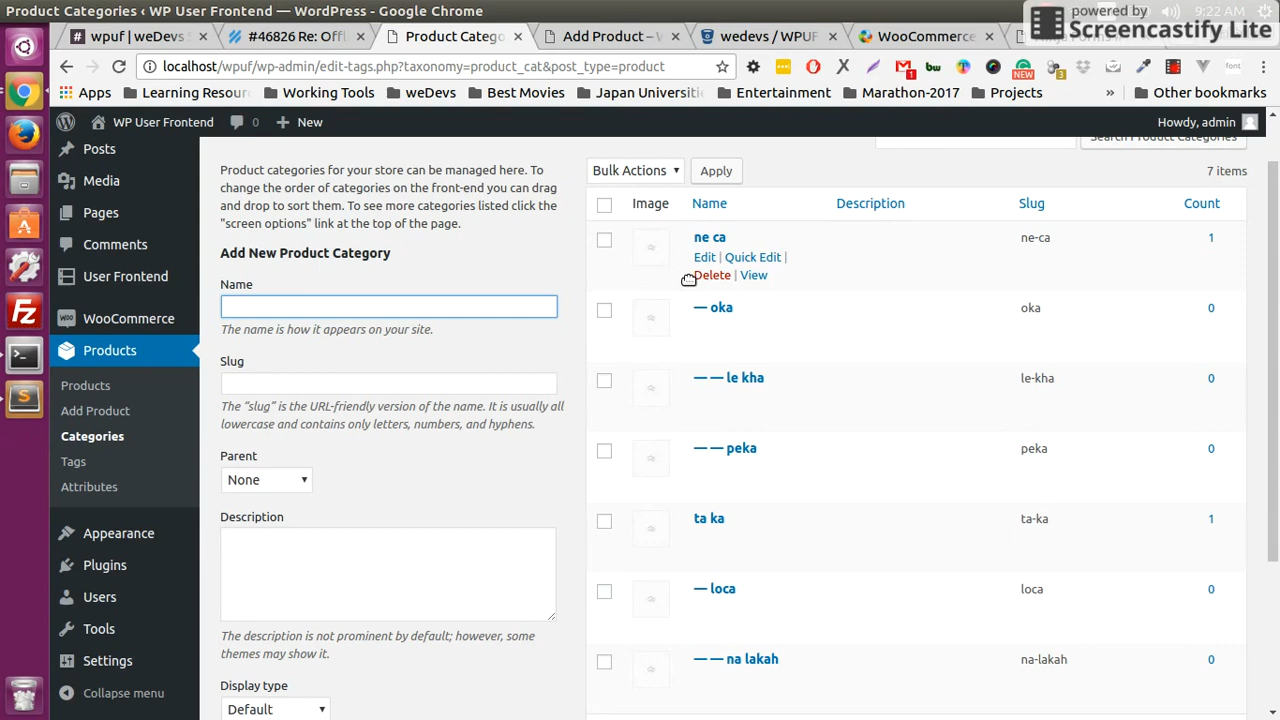 Product Categories ‹ WP User Frontend — WordPress - Google Chrome
9:22 AM
powered by
Screencastify Lite
wpuf | weDevs S
#46826 Re: Off
Product Catego
Add Product – W
wedevs / WPUF
WooCommerce
localhost/wpuf/wp-admin/edit-tags.php?taxonomy=product_cat&post_type=product
Apps
Learning Resour
Working Tools
weDevs
Best Movies
Japan Universiti
Entertainment
Marathon-2017
Projects
»
Other bookmarks
WP User Frontend
0
+ New
Howdy, admin
Posts
Media
Pages
Comments
User Frontend
WooCommerce
Products
Products
Add Product
Categories
Tags
Attributes
Appearance
Plugins
Users
Tools
Settings
Collapse menu
Product categories for your store can be managed here. To
change the order of categories on the front-end you can drag
and drop to sort them. To see more categories listed click the
"screen options" link at the top of the page.
Add New Product Category
Name
The name is how it appears on your site.
Slug
The “slug” is the URL-friendly version of the name. It is usually all
lowercase and contains only letters, numbers, and hyphens.
Parent
None
Description
The description is not prominent by default; however, some
themes may show it.
Display type
Default
Search Product Categories
Bulk Actions
Apply
7 items
Image Name Description Slug Count
ne ca ne-ca 1
Edit | Quick Edit |
Delete | View
— oka oka 0
— — le kha le-kha 0
— — peka peka 0
ta ka ta-ka 1
— loca loca 0
— — na lakah na-lakah 0